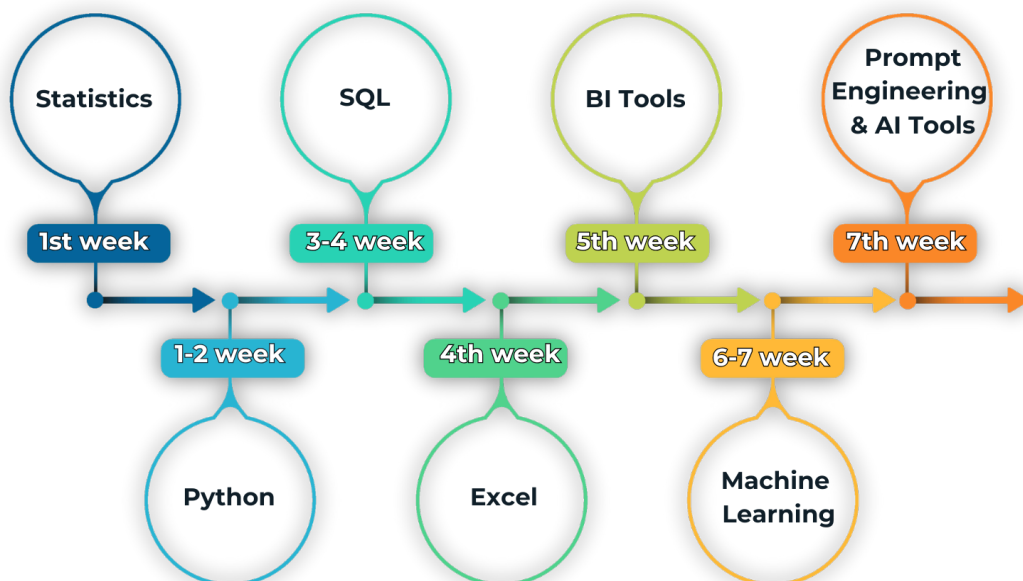 Statistics
1st week
1-2 week
Python
SQL
3-4 week
4th week
Excel
BI Tools
5th week
6-7 week
Machine
Learning
Prompt
Engineering
& AI Tools
7th week